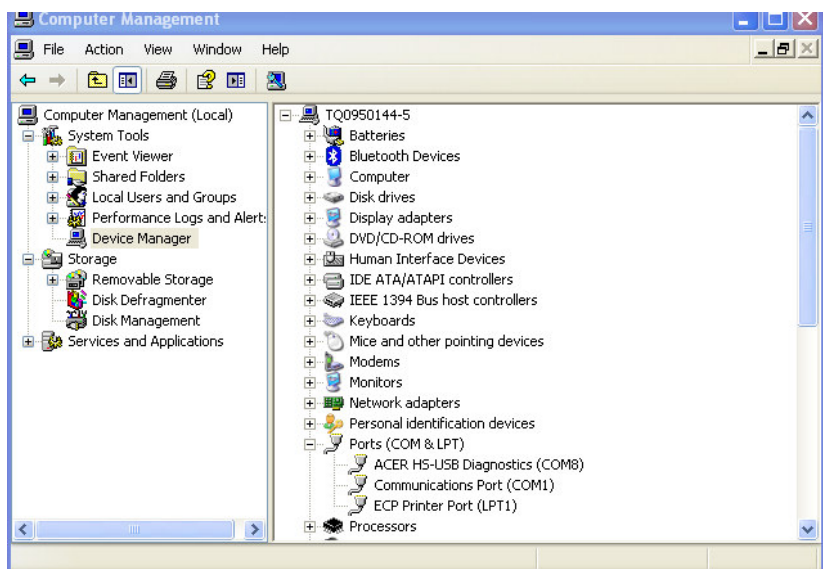 Computer Management
File Action View Window Help
Computer Management (Local)
System Tools
Event Viewer
Shared Folders
Local Users and Groups
Performance Logs and Alert:
Device Manager
Storage
Removable Storage
Disk Defragmenter
Disk Management
Services and Applications
TQ0950144-5
Batteries
Bluetooth Devices
Computer
Disk drives
Display adapters
DVD/CD-ROM drives
Human Interface Devices
IDE ATA/ATAPI controllers
IEEE 1394 Bus host controllers
Keyboards
Mice and other pointing devices
Modems
Monitors
Network adapters
Personal identification devices
Ports (COM & LPT)
ACER HS-USB Diagnostics (COM8)
Communications Port (COM1)
ECP Printer Port (LPT1)
Processors